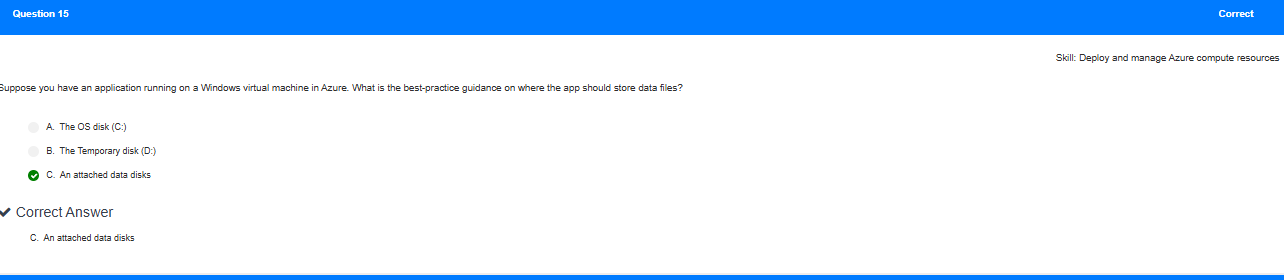 Question 15
Correct
Skill: Deploy and manage Azure compute resources
Suppose you have an application running on a Windows virtual machine in Azure. What is the best-practice guidance on where the app should store data files?
A. The OS disk (C:)
B. The Temporary disk (D:)
C. An attached data disks
Correct Answer
C. An attached data disks